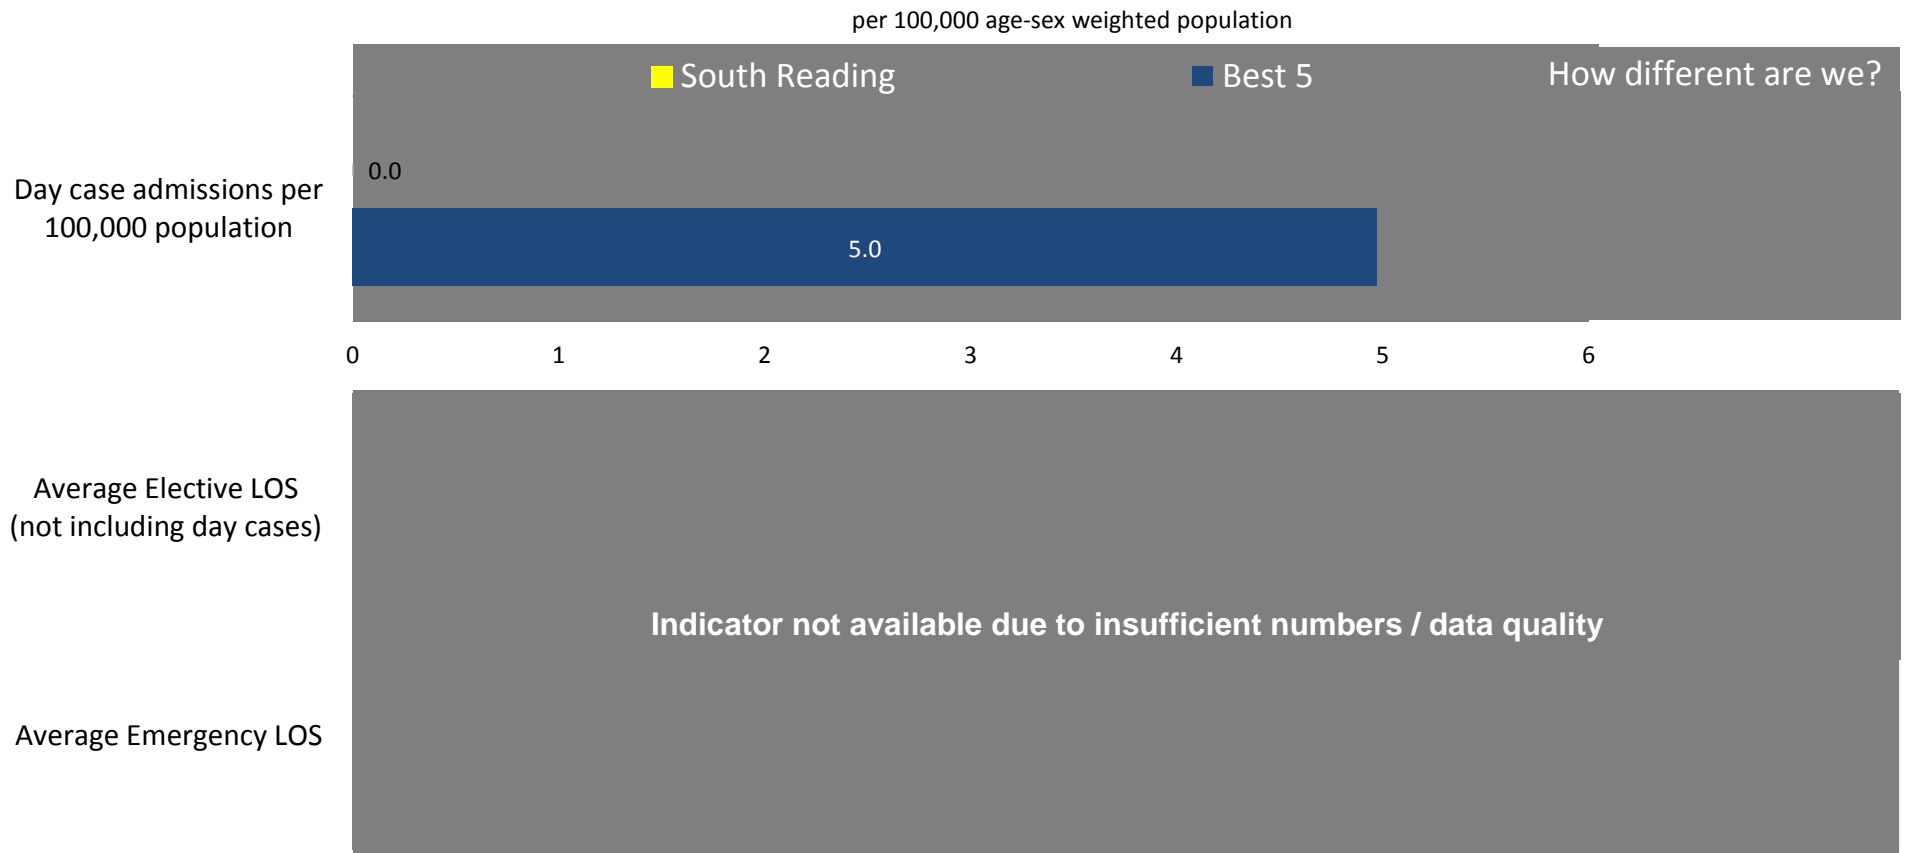 per 100,000 age-sex weighted population
South Reading
Best 5
How different are we?
Day case admissions per
100,000 population
0.0
5.0
0 1 2 3 4 5 6
Average Elective LOS
(not including day cases)
Indicator not available due to insufficient numbers / data quality
Average Emergency LOS